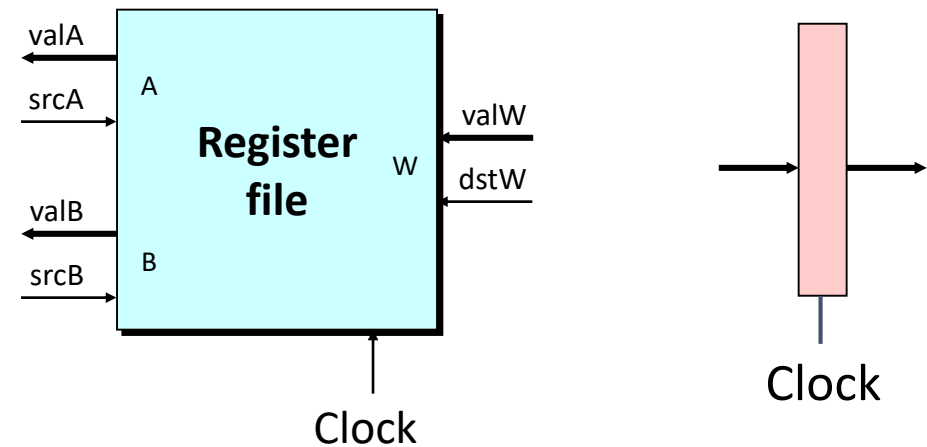 valA
A
srcA
Register
file
valB
B
srcB
valW
W
dstW
Clock
Clock